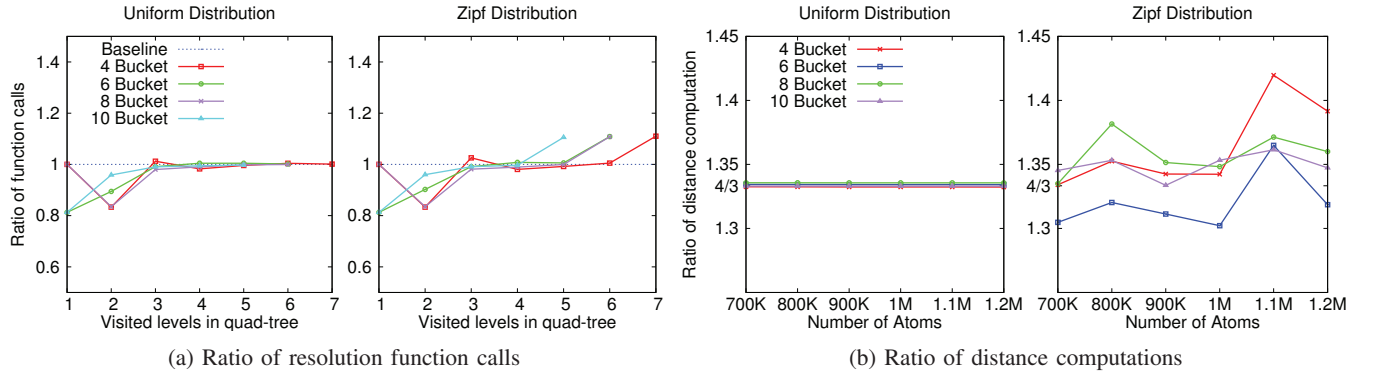 Uniform Distribution
Zipf Distribution
Ratio of function calls
1.4
1.2
1
0.8
0.6
Baseline
4 Bucket
6 Bucket
8 Bucket
10 Bucket
1 2 3 4 5 6 7
Visited levels in quad-tree
1.4
1.2
1
0.8
0.6
1 2 3 4 5 6 7
Visited levels in quad-tree
(a) Ratio of resolution function calls
Uniform Distribution
Zipf Distribution
Ratio of distance computation
1.45
1.4
1.35
4/3
1.3
4 Bucket
6 Bucket
8 Bucket
10 Bucket
700K 800K 900K 1M 1.1M 1.2M
Number of Atoms
1.45
1.4
1.35
4/3
1.3
700K 800K 900K 1M 1.1M 1.2M
Number of Atoms
(b) Ratio of distance computations